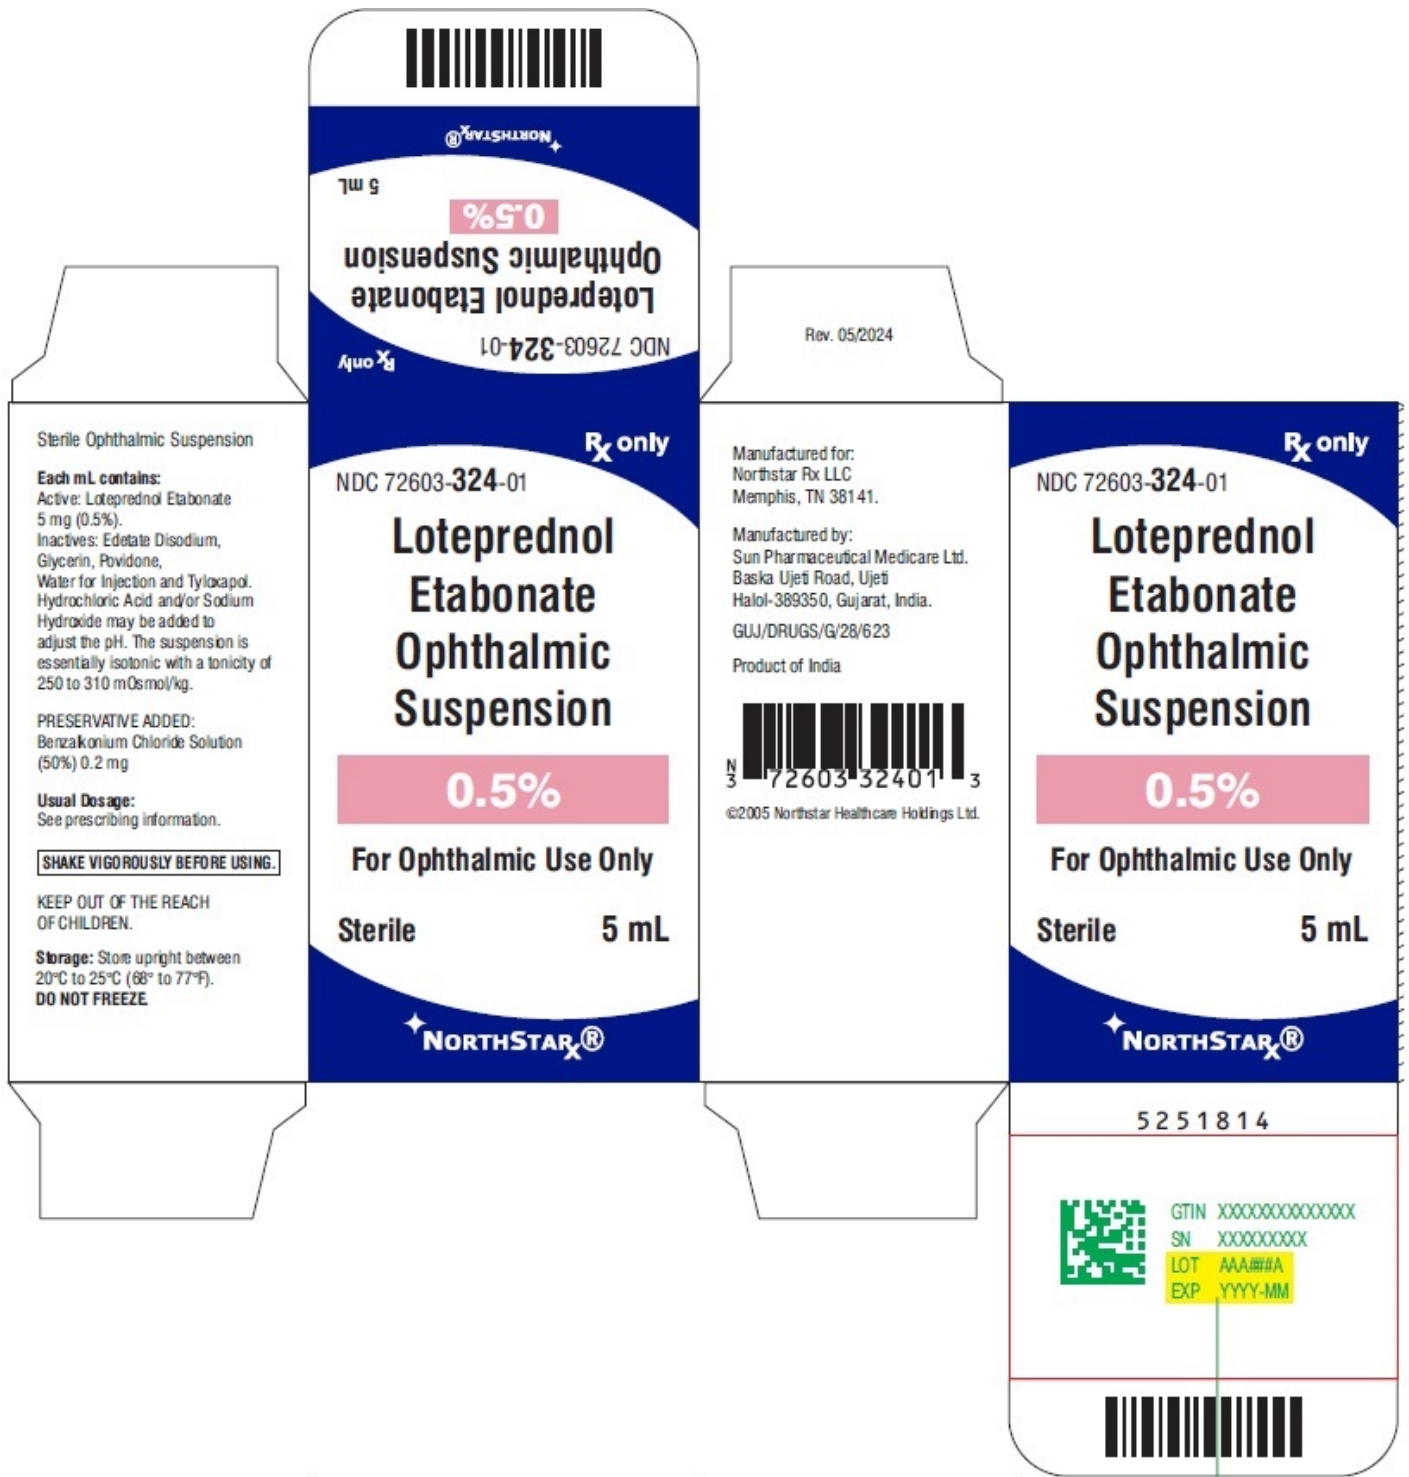 NORTHSTARx®
5 mL
0.5%
Ophthalmic Suspension
Loteprednol Etabonate
NDC 72603-324-01
Rx only
Sterile Ophthalmic Suspension
Each mL contains:
Active: Loteprednol Etabonate
5 mg (0.5%).
Inactives: Edetate Disodium,
Glycerin, Povidone,
Water for Injection and Tyloxapol.
Hydrochloric Acid and/or Sodium
Hydroxide may be added to
adjust the pH. The suspension is
essentially isotonic with a tonicity of
250 to 310 mOsmol/kg.
PRESERVATIVE ADDED:
Benzalkonium Chloride Solution
(50%) 0.2 mg
Usual Dosage:
See prescribing information.
SHAKE VIGOROUSLY BEFORE USING.
KEEP OUT OF THE REACH
OF CHILDREN.
Storage: Store upright between
20°C to 25°C (68° to 77°F).
DO NOT FREEZE.
Rx only
NDC 72603-324-01
Loteprednol
Etabonate
Ophthalmic
Suspension
0.5%
For Ophthalmic Use Only
Sterile 5 mL
NORTHSTARx®
Rev. 05/2024
Manufactured for:
Northstar Rx LLC
Memphis, TN 38141.
Manufactured by:
Sun Pharmaceutical Medicare Ltd.
Baska Ujeti Road, Ujeti
Halol-389350, Gujarat, India.
GUJ/DRUGS/G/28/623
Product of India
N
3 72603 32401 3
©2005 Northstar Healthcare Holdings Ltd.
Rx only
NDC 72603-324-01
Loteprednol
Etabonate
Ophthalmic
Suspension
0.5%
For Ophthalmic Use Only
Sterile 5 mL
NORTHSTARx®
5251814
GTIN XXXXXXXXXXXXXX
SN XXXXXXXXX
LOT AAA####A
EXP YYYY-MM